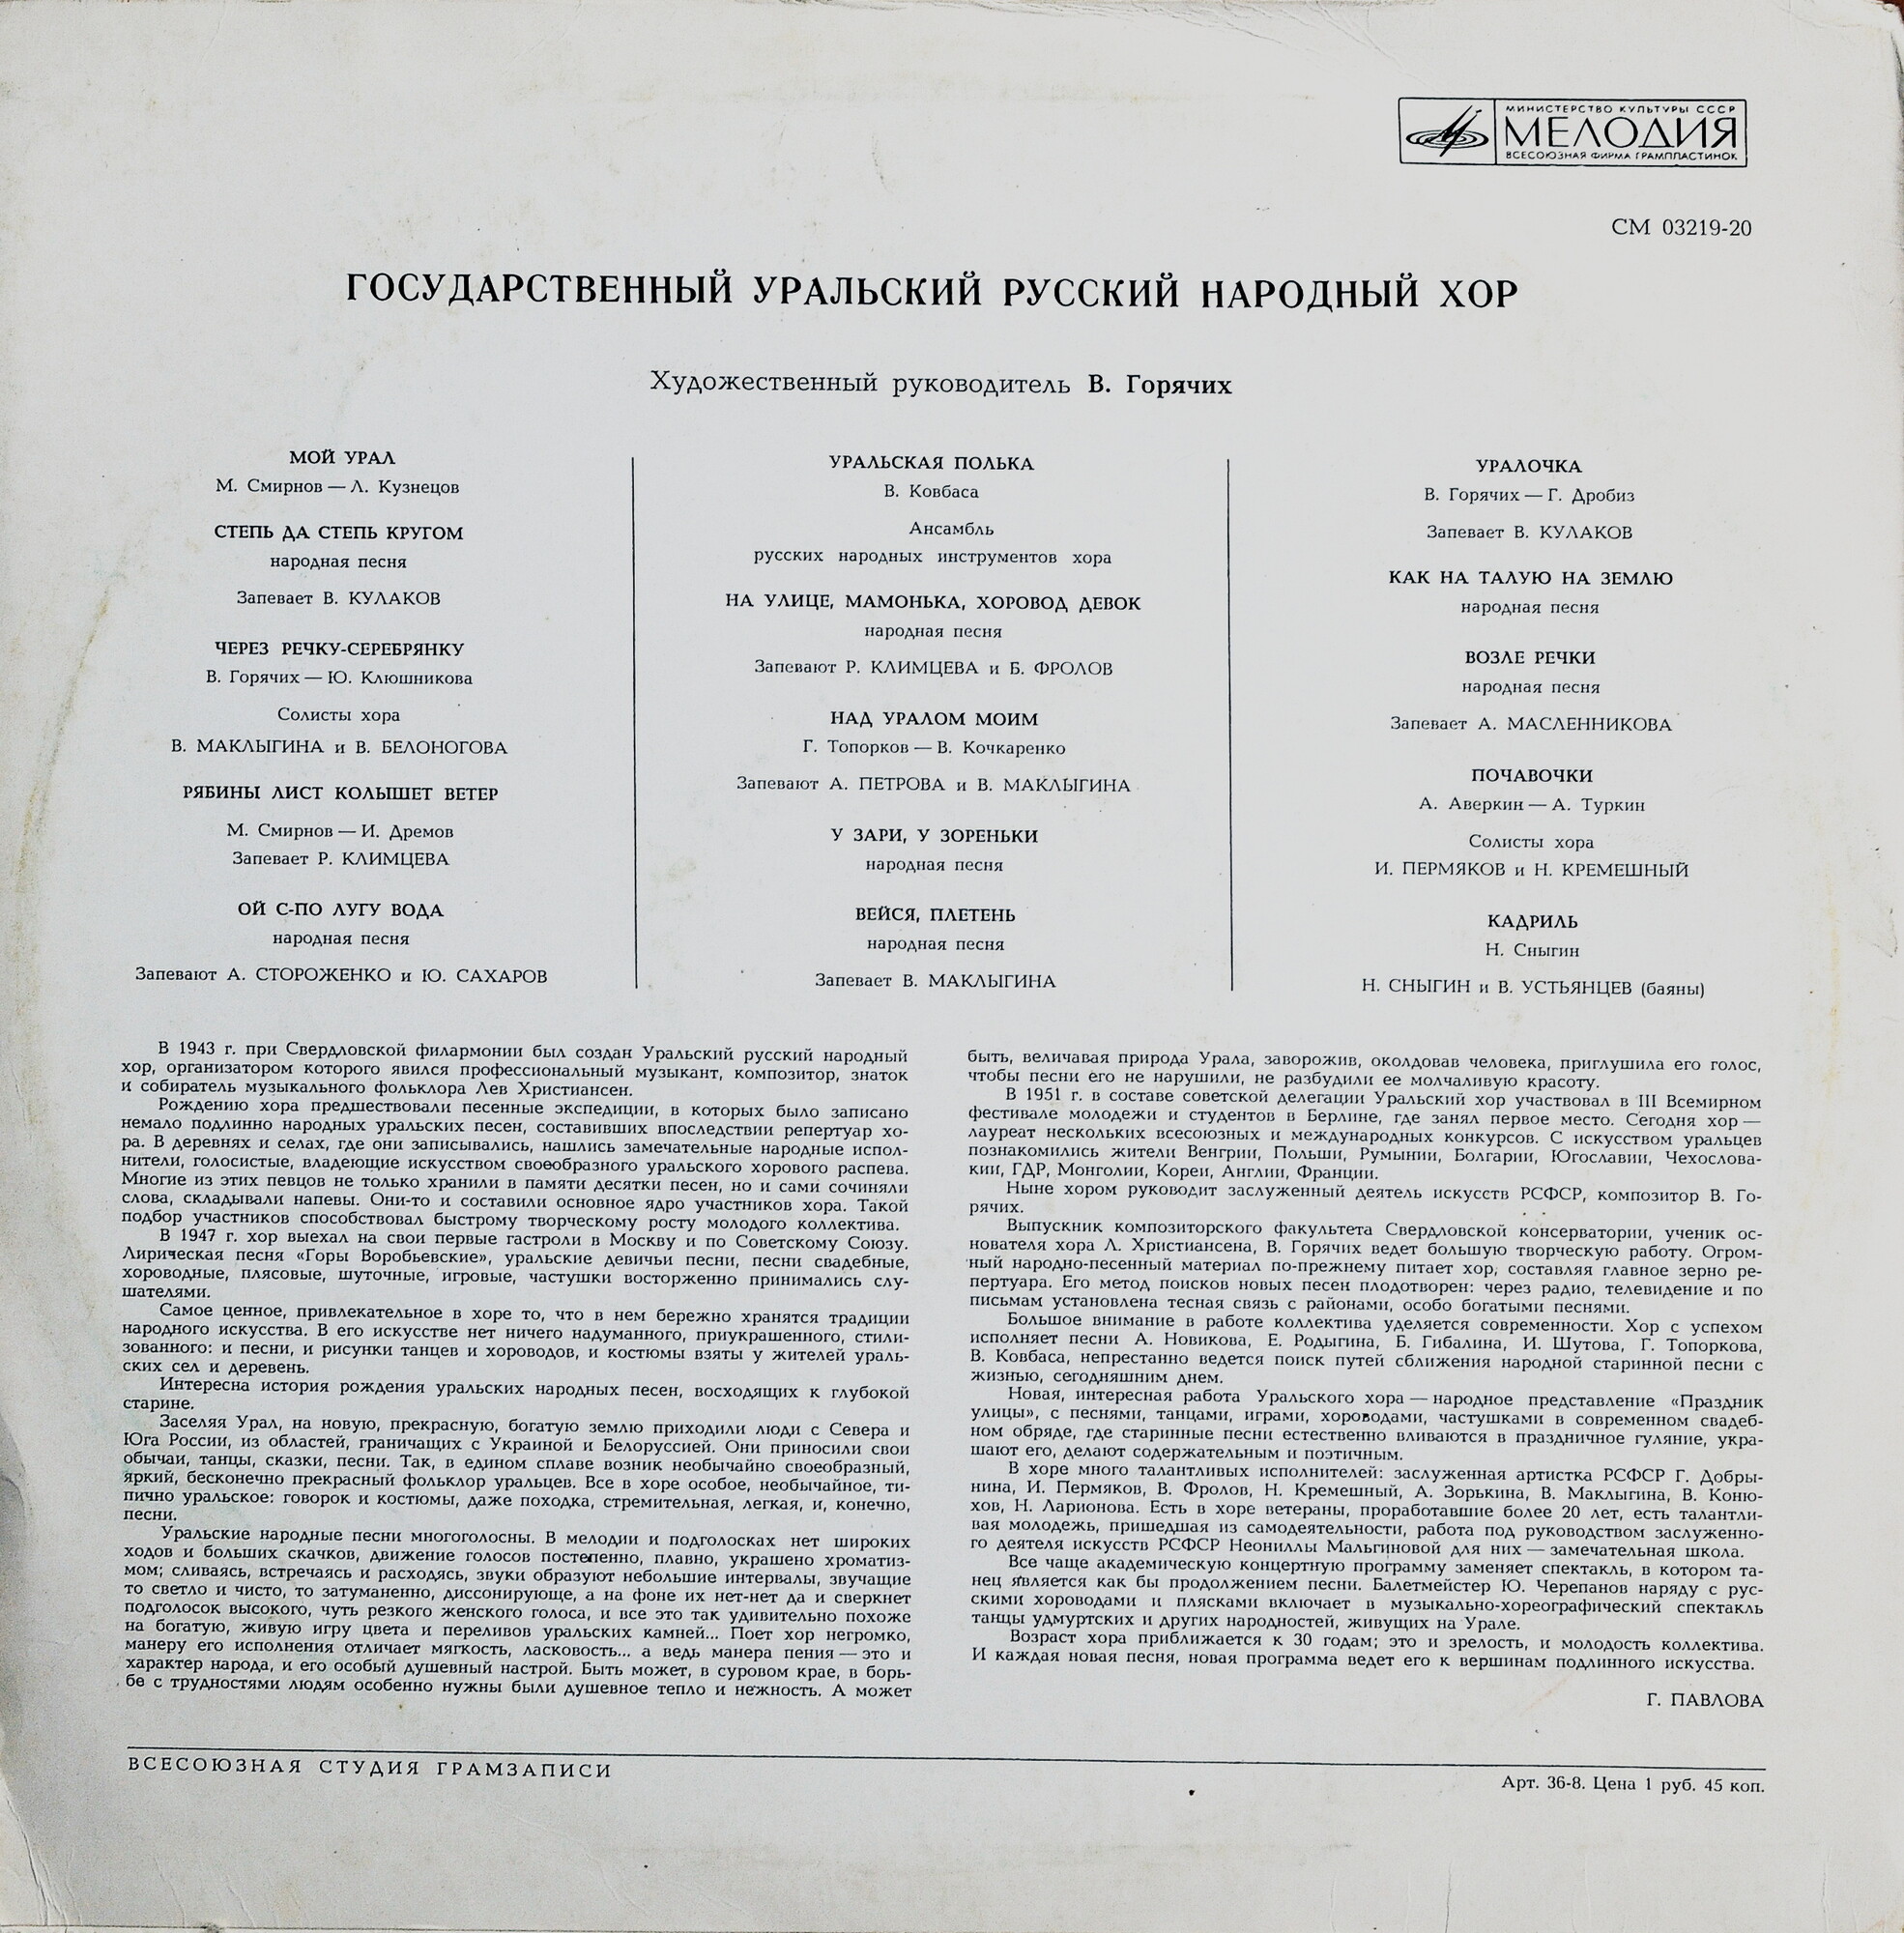 МИНИСТЕРСТВО КУЛЬТУРЫ СССР
МЕЛОДИЯ
ВСЕСОЮЗНАЯ ФИРМА ГРАМПЛАСТИНОК
СМ 03219-20
ГОСУДАРСТВЕННЫЙ УРАЛЬСКИЙ РУССКИЙ НАРОДНЫЙ ХОР
Художественный руководитель В. Горячих
МОЙ УРАЛ
М. Смирнов — Л. Кузнецов
СТЕПЬ ДА СТЕПЬ КРУГОМ
народная песня
Запевает В. КУЛАКОВ
ЧЕРЕЗ РЕЧКУ-СЕРЕБРЯНКУ
В. Горячих — Ю. Клюшникова
Солисты хора
В. МАКЛЫГИНА и В. БЕЛОНОГОВА
РЯБИНЫ ЛИСТ КОЛЫШЕТ ВЕТЕР
М. Смирнов — И. Дремов
Запевает Р. КЛИМЦЕВА
ОЙ С-ПО ЛУГУ ВОДА
народная песня
Запевают А. СТОРОЖЕНКО и Ю. САХАРОВ
УРАЛЬСКАЯ ПОЛЬКА
В. Ковбаса
Ансамбль
русских народных инструментов хора
НА УЛИЦЕ, МАМОНЬКА, ХОРОВОД ДЕВОК
народная песня
Запевают Р. КЛИМЦЕВА и Б. ФРОЛОВ
НАД УРАЛОМ МОИМ
Г. Топорков — В. Кочкаренко
Запевают А. ПЕТРОВА и В. МАКЛЫГИНА
У ЗАРИ, У ЗОРЕНЬКИ
народная песня
ВЕЙСЯ, ПЛЕТЕНЬ
народная песня
Запевает В. МАКЛЫГИНА
УРАЛОЧКА
В. Горячих — Г. Дробиз
Запевает В. КУЛАКОВ
КАК НА ТАЛУЮ НА ЗЕМЛЮ
народная песня
ВОЗЛЕ РЕЧКИ
народная песня
Запевает А. МАСЛЕННИКОВА
ПОЧАВОЧКИ
А. Аверкин — А. Туркин
Солисты хора
И. ПЕРМЯКОВ и Н. КРЕМЕШНЫЙ
КАДРИЛЬ
Н. Сныгин
Н. СНЫГИН и В. УСТЬЯНЦЕВ (баяны)
В 1943 г. при Свердловской филармонии был создан Уральский русский народный
хор, организатором которого явился профессиональный музыкант, композитор, знаток
и собиратель музыкального фольклора Лев Христиансен.
Рождению хора предшествовали песенные экспедиции, в которых было записано
немало подлинно народных уральских песен, составивших впоследствии репертуар хо-
ра. В деревнях и селах, где они записывались, нашлись замечательные народные испол-
нители, голосистые, владеющие искусством своеобразного уральского хорового распева.
Многие из этих певцов не только хранили в памяти десятки песен, но и сами сочиняли
слова, складывали напевы. Они-то и составили основное ядро участников хора. Такой
подбор участников способствовал быстрому творческому росту молодого коллектива.
В 1947 г. хор выехал на свои первые гастроли в Москву и по Советскому Союзу.
Лирическая песня «Горы Воробьевские», уральские девичьи песни, песни свадебные,
хороводные, плясовые, шуточные, игровые, частушки восторженно принимались слу-
шателями.
Самое ценное, привлекательное в хоре то, что в нем бережно хранятся традиции
народного искусства. В его искусстве нет ничего надуманного, приукрашенного, стили-
зованного: и песни, и рисунки танцев и хороводов, и костюмы взяты у жителей ураль-
ских сел и деревень.
Интересна история рождения уральских народных песен, восходящих к глубокой
старине.
Заселяя Урал, на новую, прекрасную, богатую землю приходили люди с Севера и
Юга России, из областей, граничащих с Украиной и Белоруссией. Они приносили свои
обычаи, танцы, сказки, песни. Так, в едином сплаве возник необычайно своеобразный,
яркий, бесконечно прекрасный фольклор уральцев. Все в хоре особое, необычайное, ти-
пично уральское: говорок и костюмы, даже походка, стремительная, легкая, и, конечно,
песни.
Уральские народные песни многоголосны. В мелодии и подголосках нет широких
ходов и больших скачков, движение голосов постепенно, плавно, украшено хроматиз-
мом; сливаясь, встречаясь и расходясь, звуки образуют небольшие интервалы, звучащие
то светло и чисто, то затуманенно, диссонирующе, а на фоне их нет-нет да и сверкнет
подголосок высокого, чуть резкого женского голоса, и все это так удивительно похоже
на богатую, живую игру цвета и переливов уральских камней... Поет хор негромко,
манеру его исполнения отличает мягкость, ласковость... а ведь манера пения — это и
характер народа, и его особый душевный настрой. Быть может, в суровом крае, в борь-
бе с трудностями людям особенно нужны были душевное тепло и нежность. А может
быть, величавая природа Урала, заворожив, околдовав человека, приглушила его голос,
чтобы песни его не нарушили, не разбудили ее молчаливую красоту.
В 1951 г. в составе советской делегации Уральский хор участвовал в III Всемирном
фестивале молодежи и студентов в Берлине, где занял первое место. Сегодня хор —
лауреат нескольких всесоюзных и международных конкурсов. С искусством уральцев
познакомились жители Венгрии, Польши, Румынии, Болгарии, Югославии, Чехослова-
кии, ГДР, Монголии, Кореи, Англии, Франции.
Ныне хором руководит заслуженный деятель искусств РСФСР, композитор В. Го-
рячих.
Выпускник композиторского факультета Свердловской консерватории, ученик ос-
нователя хора Л. Христиансена, В. Горячих ведет большую творческую работу. Огром-
ный народно-песенный материал по-прежнему питает хор, составляя главное зерно ре-
пертуара. Его метод поисков новых песен плодотворен: через радио, телевидение и по
письмам установлена тесная связь с районами, особо богатыми песнями.
Большое внимание в работе коллектива уделяется современности. Хор с успехом
исполняет песни А. Новикова, Е. Родыгина, Б. Гибалина, И. Шутова, Г. Топоркова,
В. Ковбаса, непрестанно ведется поиск путей сближения народной старинной песни с
жизнью, сегодняшним днем.
Новая, интересная работа Уральского хора — народное представление «Праздник
улицы», с песнями, танцами, играми, хороводами, частушками в современном свадеб-
ном обряде, где старинные песни естественно вливаются в праздничное гуляние, укра-
шают его, делают содержательным и поэтичным.
В хоре много талантливых исполнителей: заслуженная артистка РСФСР Г. Добры-
нина, И. Пермяков, В. Фролов, Н. Кремешный, А. Зорькина, В. Маклыгина, В. Коню-
хов, Н. Ларионова. Есть в хоре ветераны, проработавшие более 20 лет, есть талантли-
вая молодежь, пришедшая из самодеятельности, работа под руководством заслуженно-
го деятеля искусств РСФСР Неониллы Мальгиновой для них — замечательная школа.
Все чаще академическую концертную программу заменяет спектакль, в котором та-
нец является как бы продолжением песни. Балетмейстер Ю. Черепанов наряду с рус-
скими хороводами и плясками включает в музыкально-хореографический спектакль
танцы удмуртских и других народностей, живущих на Урале.
Возраст хора приближается к 30 годам; это и зрелость, и молодость коллектива.
И каждая новая песня, новая программа ведет его к вершинам подлинного искусства.
Г. ПАВЛОВА
ВСЕСОЮЗНАЯ СТУДИЯ ГРАМЗАПИСИ
Арт. 36-8. Цена 1 руб. 45 коп.